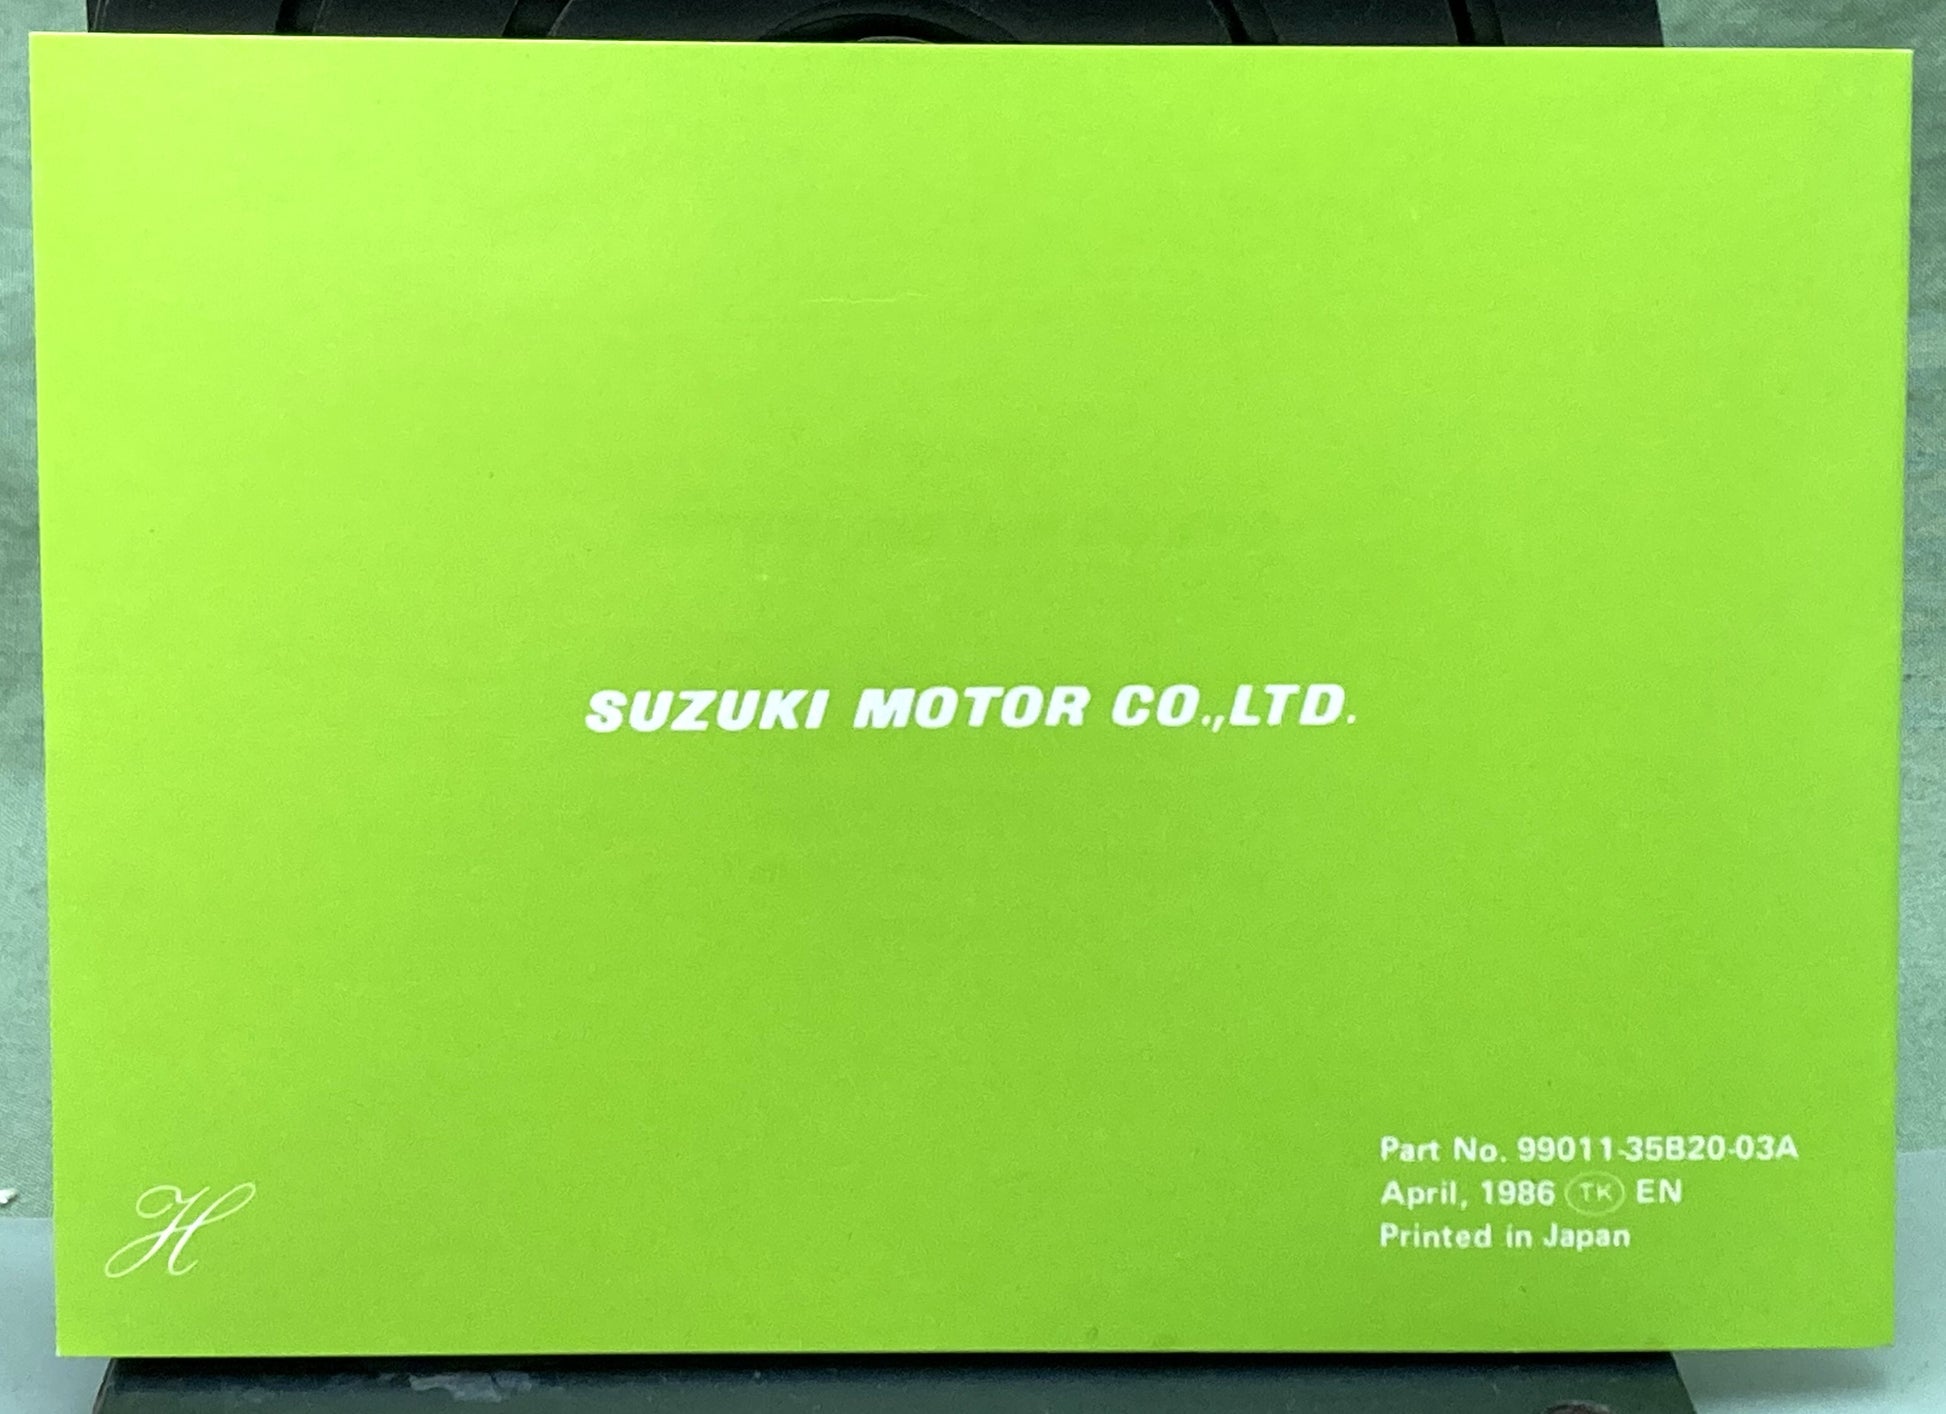 SUZUKI MOTOR CO.,LTD.
Part No. 99011-35B20-03A
April, 1986 TK EN
Printed in Japan
H